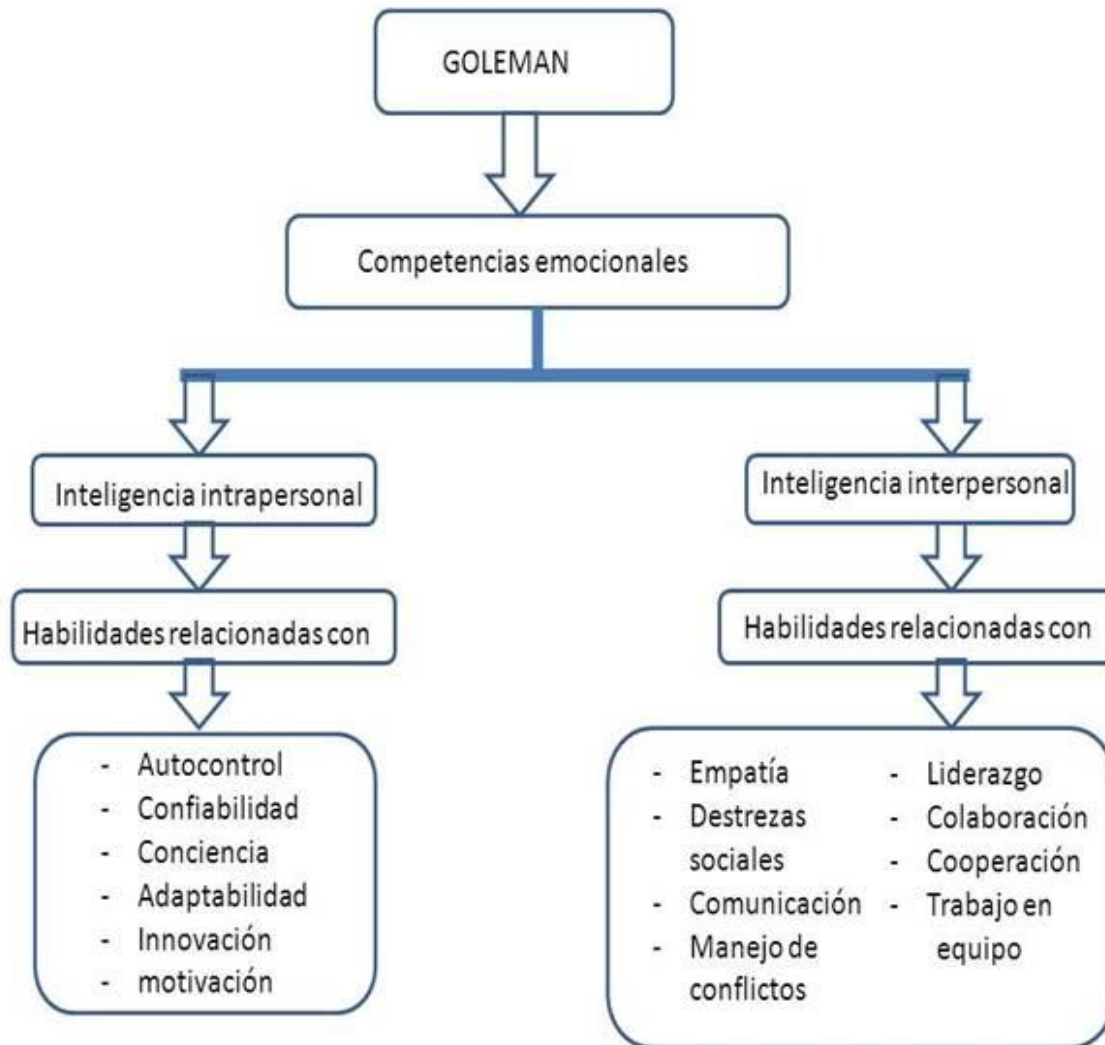 GOLEMAN
Competencias emocionales
Inteligencia intrapersonal
Habilidades relacionadas con
- Autocontrol
- Confiabilidad
- Conciencia
- Adaptabilidad
- Innovación
- motivación
Inteligencia interpersonal
Habilidades relacionadas con
- Empatía
- Destrezas
sociales
- Comunicación
- Manejo de
conflictos
- Liderazgo
- Colaboración
- Cooperación
- Trabajo en
equipo